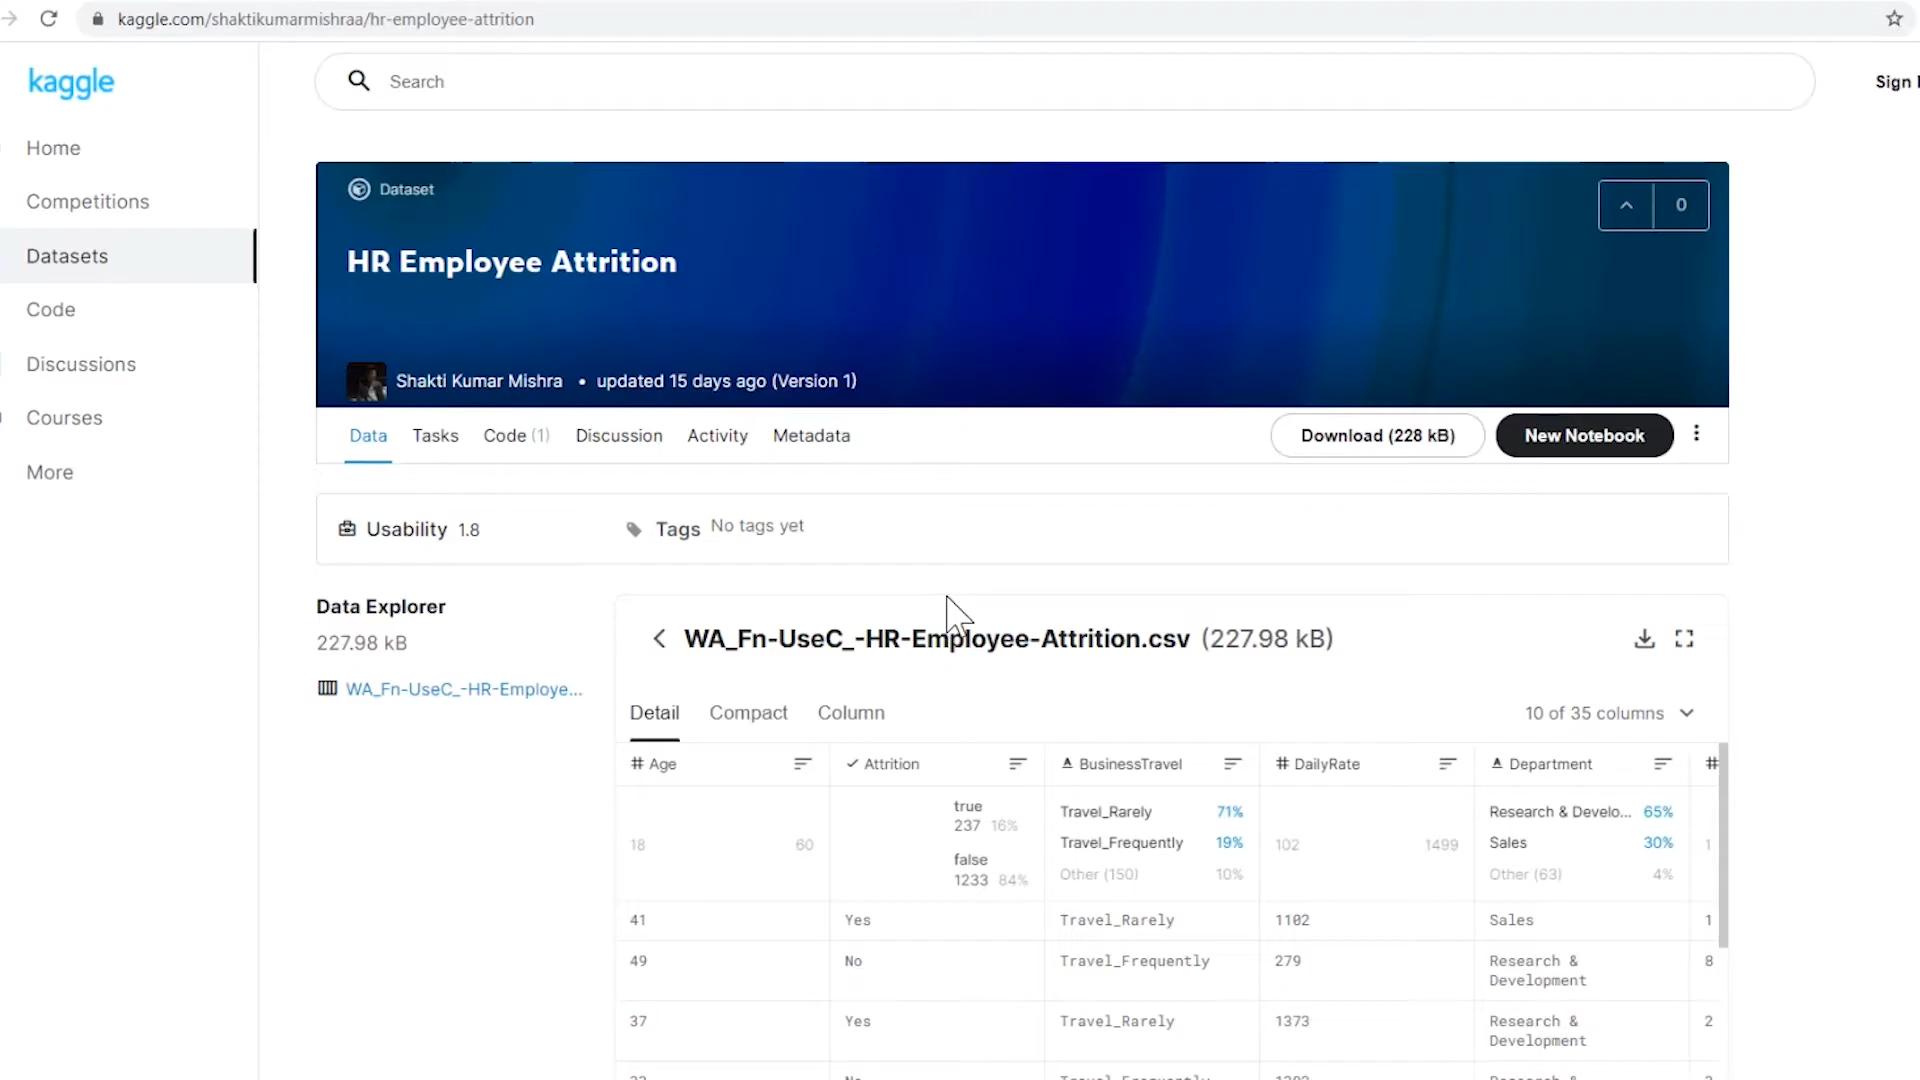 kaggle.com/shaktikumarmishraa/hr-employee-attrition
kaggle
Search
Sign
Home
Competitions
Datasets
Code
Discussions
Courses
More
Dataset
0
HR Employee Attrition
Shakti Kumar Mishra • updated 15 days ago (Version 1)
Data Tasks Code (1) Discussion Activity Metadata Download (228 kB) New Notebook
Usability 1.8 Tags No tags yet
Data Explorer
227.98 kB
WA_Fn-UseC_-HR-Employe...
WA_Fn-UseC_-HR-Employee-Attrition.csv (227.98 kB)
Detail Compact Column 10 of 35 columns
# Age Attrition BusinessTravel # DailyRate Department #
18 60
true
237 16%
false
1233 84%
Travel_Rarely 71%
Travel_Frequently 19%
Other (150) 10%
102 1499
Research & Develo... 65%
Sales 30%
Other (63) 4%
1
41 Yes Travel_Rarely 1102 Sales 1
49 No Travel_Frequently 279 Research & Development 8
37 Yes Travel_Rarely 1373 Research & Development 2